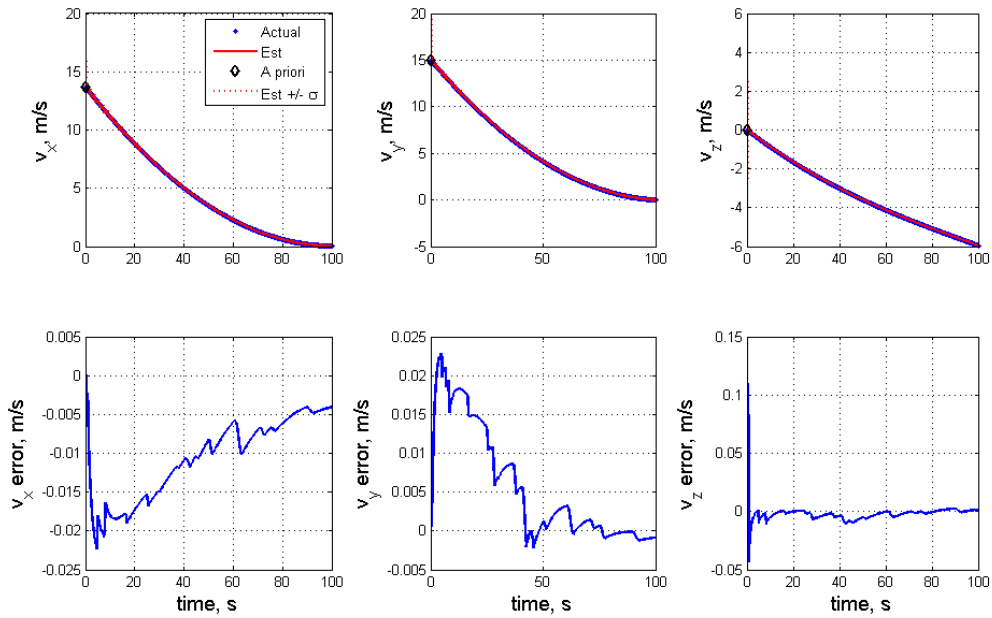 20
15
10
5
0
0 20 40 60 80 100
v_x, m/s
Actual
Est
A priori
Est +/- σ
20
15
10
5
0
-5
0 50 100
v_y, m/s
6
4
2
0
-2
-4
-6
0 20 40 60 80 100
v_z, m/s
0.005
0
-0.005
-0.01
-0.015
-0.02
-0.025
0 20 40 60 80 100
v_x error, m/s
time, s
0.025
0.02
0.015
0.01
0.005
0
-0.005
0 50 100
v_y error, m/s
time, s
0.15
0.1
0.05
0
-0.05
0 20 40 60 80 100
v_z error, m/s
time, s